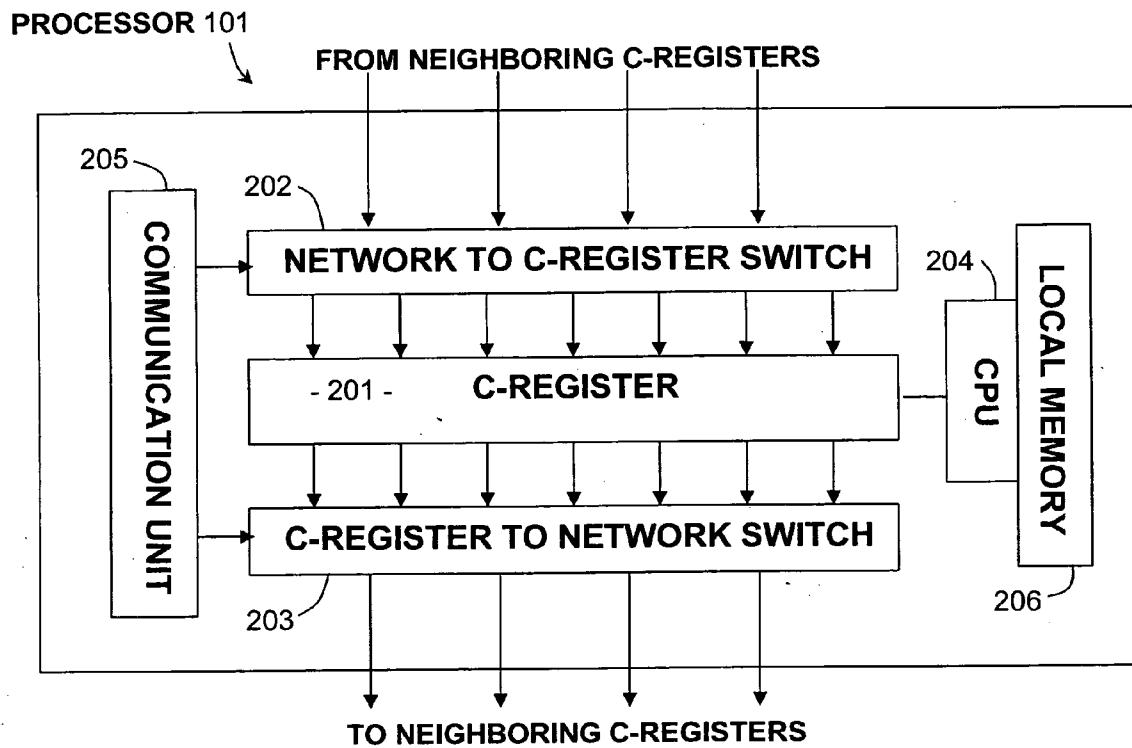 PROCESSOR 101
FROM NEIGHBORING C-REGISTERS
205
202
NETWORK TO C-REGISTER SWITCH
204
COMMUNICATION UNIT
- 201 - C-REGISTER
CPU
LOCAL MEMORY
C-REGISTER TO NETWORK SWITCH
203
206
TO NEIGHBORING C-REGISTERS